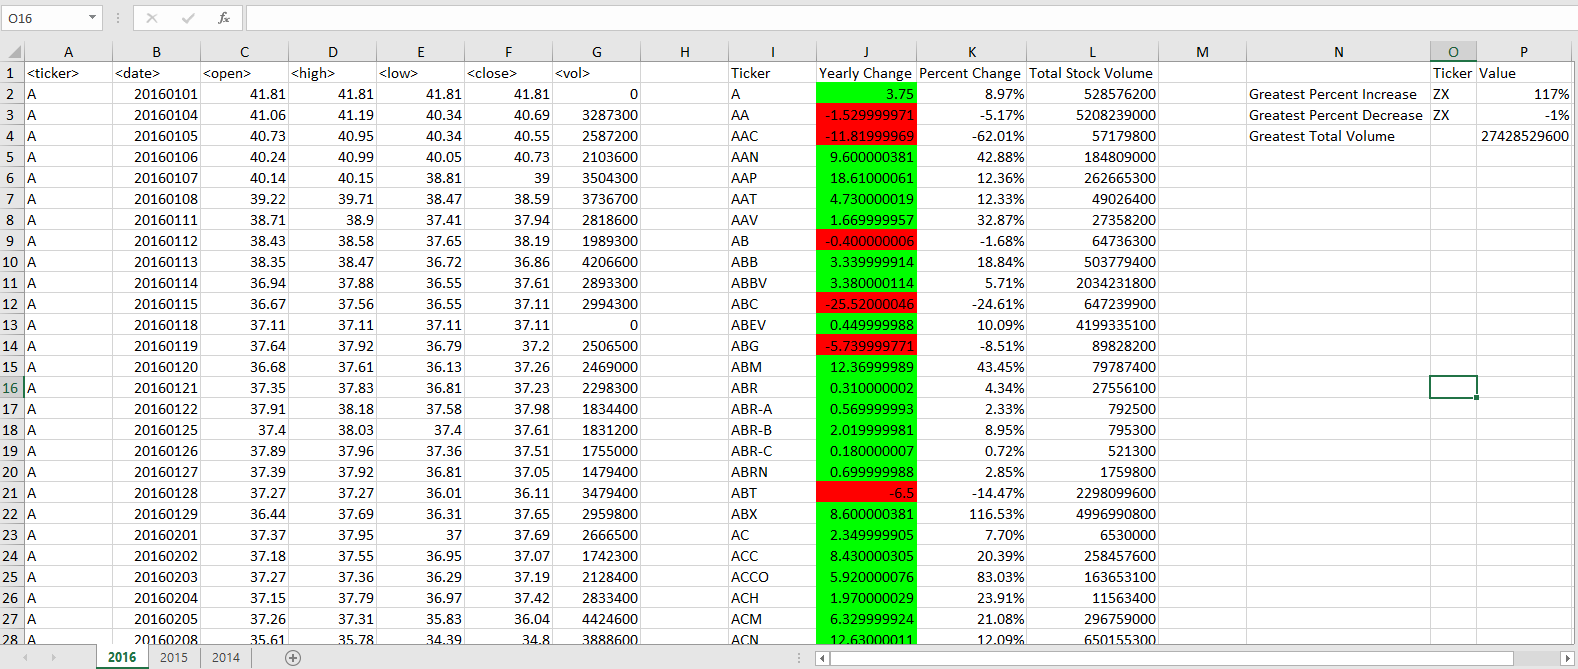 O16 fx
A B C D E F G H I J K L M N O P
1 <ticker> <date> <open> <high> <low> <close> <vol> Ticker Yearly Change Percent Change Total Stock Volume Ticker Value
2 A 20160101 41.81 41.81 41.81 41.81 0 A 3.75 8.97% 528576200 Greatest Percent Increase ZX 117%
3 A 20160104 41.06 41.19 40.34 40.69 3287300 AA -1.529999971 -5.17% 5208239000 Greatest Percent Decrease ZX -1%
4 A 20160105 40.73 40.95 40.34 40.55 2587200 AAC -11.81999969 -62.01% 57179800 Greatest Total Volume 27428529600
5 A 20160106 40.24 40.99 40.05 40.73 2103600 AAN 9.600000381 42.88% 184809000
6 A 20160107 40.14 40.15 38.81 39 3504300 AAP 18.61000061 12.36% 262665300
7 A 20160108 39.22 39.71 38.47 38.59 3736700 AAT 4.730000019 12.33% 49026400
8 A 20160111 38.71 38.9 37.41 37.94 2818600 AAV 1.669999957 32.87% 27358200
9 A 20160112 38.43 38.58 37.65 38.19 1989300 AB -0.400000006 -1.68% 64736300
10 A 20160113 38.35 38.47 36.72 36.86 4206600 ABB 3.339999914 18.84% 503779400
11 A 20160114 36.94 37.88 36.55 37.61 2893300 ABBV 3.380000114 5.71% 2034231800
12 A 20160115 36.67 37.56 36.55 37.11 2994300 ABC -25.52000046 -24.61% 647239900
13 A 20160118 37.11 37.11 37.11 37.11 0 ABEV 0.449999988 10.09% 4199335100
14 A 20160119 37.64 37.92 36.79 37.2 2506500 ABG -5.739999771 -8.51% 89828200
15 A 20160120 36.68 37.61 36.13 37.26 2469000 ABM 12.36999989 43.45% 79787400
16 A 20160121 37.35 37.83 36.81 37.23 2298300 ABR 0.310000002 4.34% 27556100
17 A 20160122 37.91 38.18 37.58 37.98 1834400 ABR-A 0.569999993 2.33% 792500
18 A 20160125 37.4 38.03 37.4 37.61 1831200 ABR-B 2.019999981 8.95% 795300
19 A 20160126 37.89 37.96 37.36 37.51 1755000 ABR-C 0.180000007 0.72% 521300
20 A 20160127 37.39 37.92 36.81 37.05 1479400 ABRN 0.699999988 2.85% 1759800
21 A 20160128 37.27 37.27 36.01 36.11 3479400 ABT -6.5 -14.47% 2298099600
22 A 20160129 36.44 37.69 36.31 37.65 2959800 ABX 8.600000381 116.53% 4996990800
23 A 20160201 37.37 37.95 37 37.69 2666500 AC 2.349999905 7.70% 6530000
24 A 20160202 37.18 37.55 36.95 37.07 1742300 ACC 8.430000305 20.39% 258457600
25 A 20160203 37.27 37.36 36.29 37.19 2128400 ACCO 5.920000076 83.03% 163653100
26 A 20160204 37.15 37.79 36.97 37.42 2833400 ACH 1.970000029 23.91% 11563400
27 A 20160205 37.26 37.31 35.83 36.04 4424600 ACM 6.329999924 21.08% 296759000
28 A 20160208 35.61 35.78 34.39 34.8 3888600 ACN 12.63000011 12.09% 650155300
2016 2015 2014